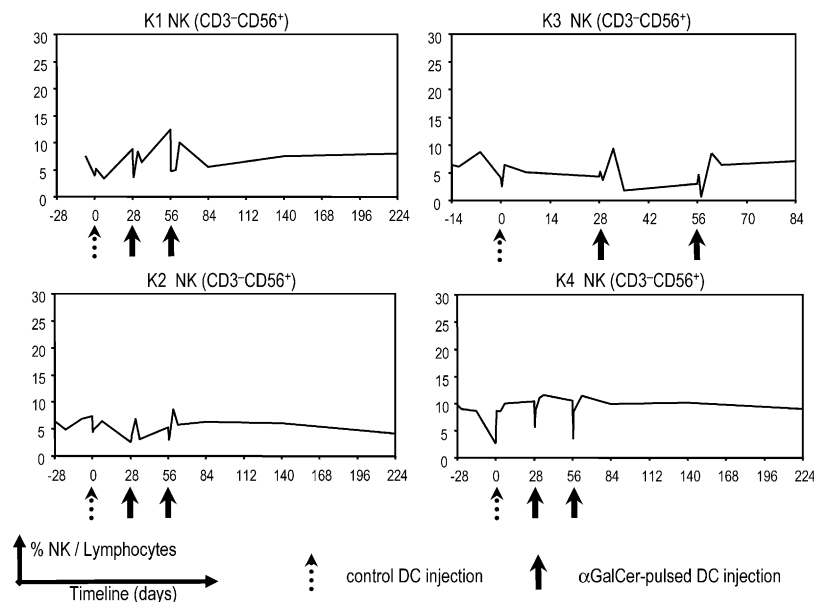 K1 NK (CD3–CD56+)
30
25
20
15
10
5
0
-28 0 28 56 84 112 140 168 196 224
K3 NK (CD3–CD56+)
30
25
20
15
10
5
0
-14 0 14 28 42 56 70 84
K2 NK (CD3–CD56+)
30
25
20
15
10
5
0
-28 0 28 56 84 112 140 168 196 224
K4 NK (CD3–CD56+)
30
25
20
15
10
5
0
-28 0 28 56 84 112 140 168 196 224
% NK / Lymphocytes
Timeline (days)
control DC injection
αGalCer-pulsed DC injection